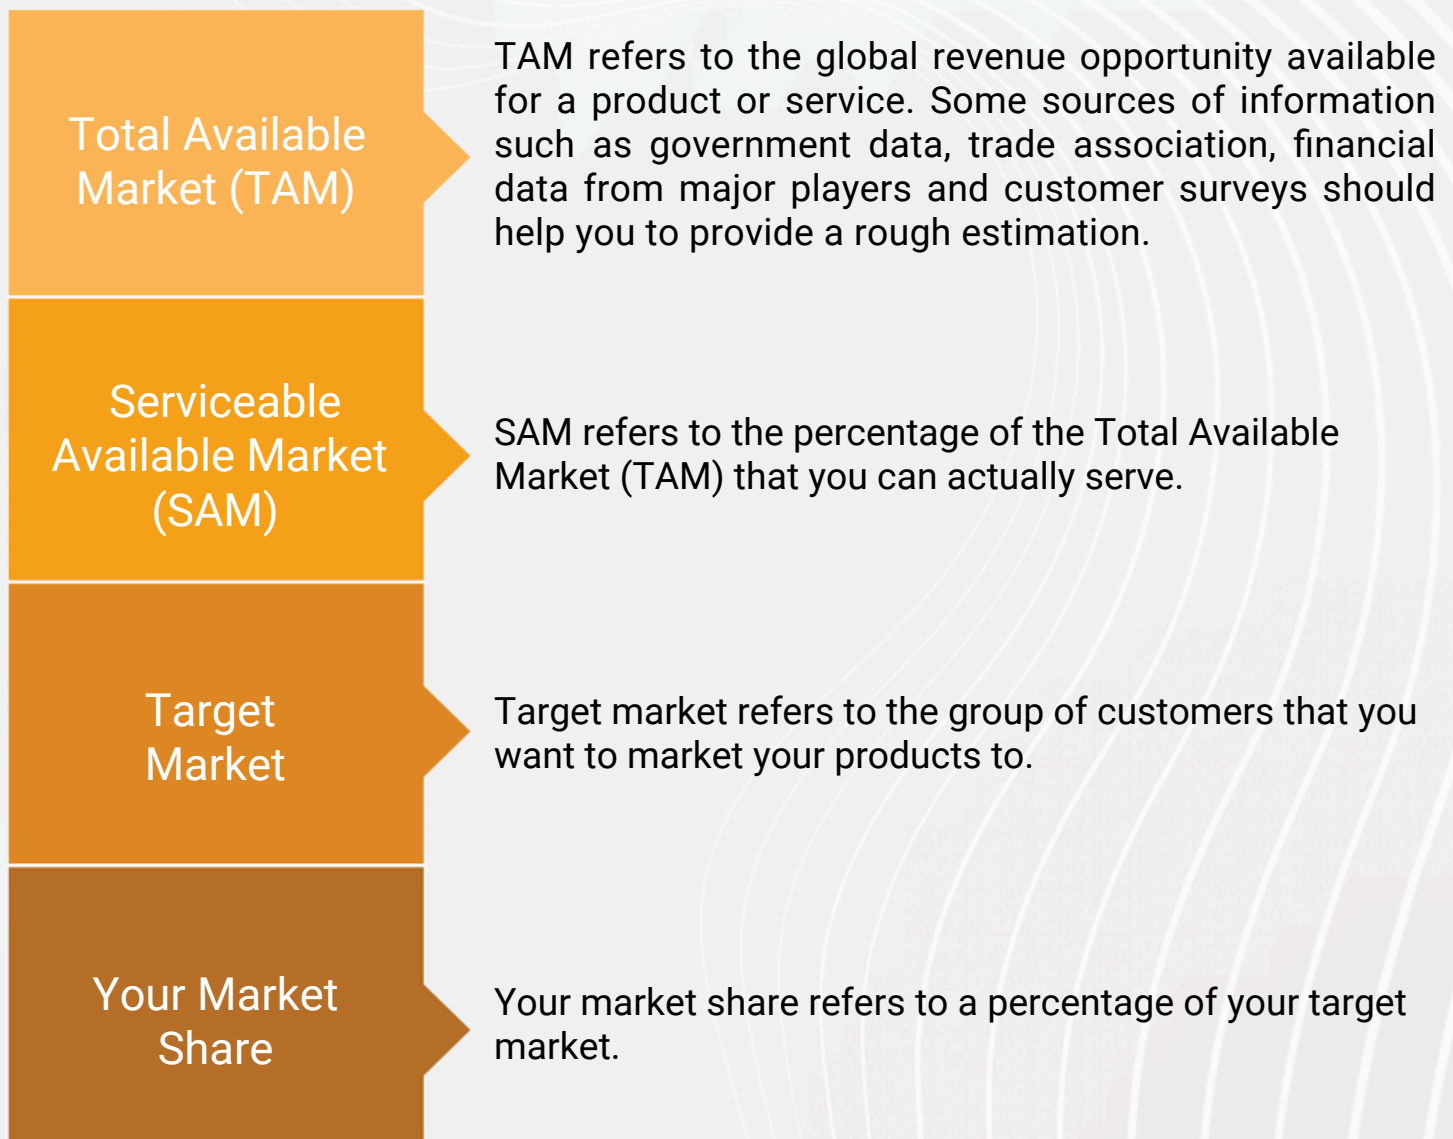 Total Available
Market (TAM)
TAM refers to the global revenue opportunity available
for a product or service. Some sources of information
such as government data, trade association, financial
data from major players and customer surveys should
help you to provide a rough estimation.
Serviceable
Available Market
(SAM)
SAM refers to the percentage of the Total Available
Market (TAM) that you can actually serve.
Target
Market
Target market refers to the group of customers that you
want to market your products to.
Your Market
Share
Your market share refers to a percentage of your target
market.